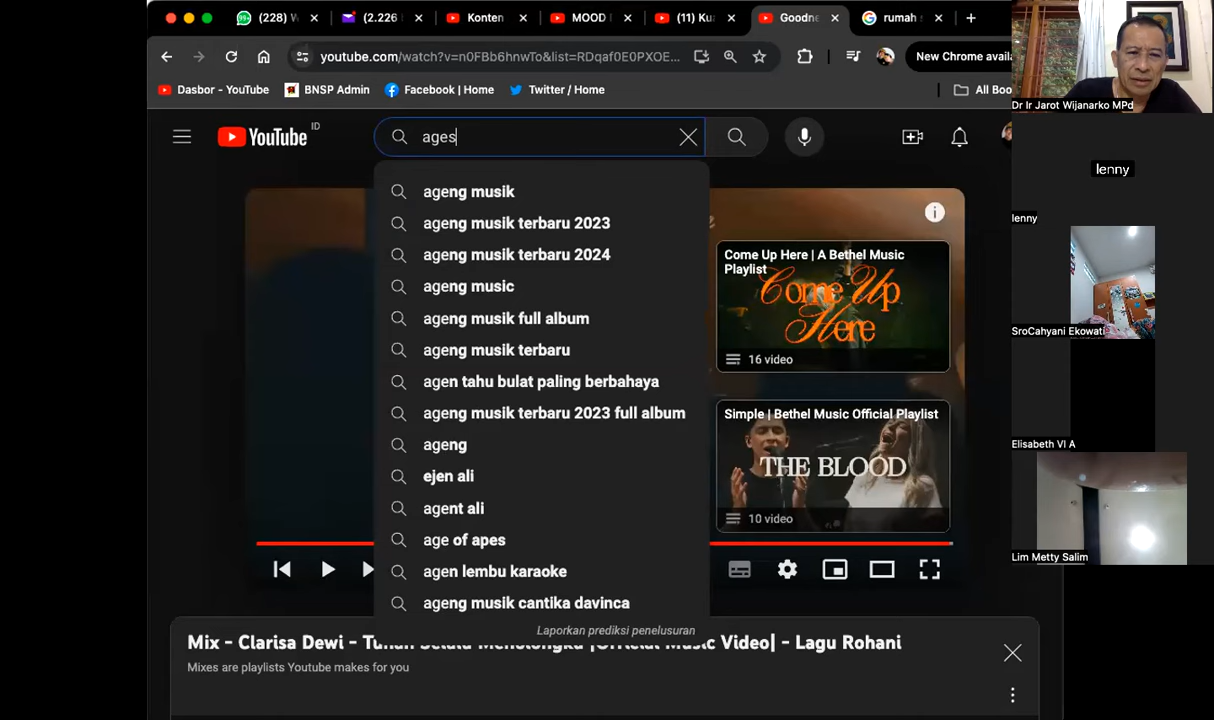 (228) W
(2.226
Konten
MOOD
(11) Ku
Goodne
rumah
youtube.com/watch?v=n0FBb6hnwTo&list=RDqaf0E0PXOE...
New Chrome availa
Dasbor - YouTube
BNSP Admin
Facebook | Home
Twitter / Home
All Boo
YouTube ID
ages
ageng musik
ageng musik terbaru 2023
ageng musik terbaru 2024
ageng music
ageng musik full album
ageng musik terbaru
agen tahu bulat paling berbahaya
ageng musik terbaru 2023 full album
ageng
ejen ali
agent ali
age of apes
agen lembu karaoke
ageng musik cantika davinca
Laporkan prediksi penelusuran
Come Up Here | A Bethel Music
Playlist
Come Up
Here
16 video
Simple | Bethel Music Official Playlist
THE BLOOD
10 video
Mix - Clarisa Dewi - Tuhan Selalu Menolongku |Official Music Video| - Lagu Rohani
Mixes are playlists Youtube makes for you
Dr Ir Jarot Wijanarko MPd
lenny
lenny
SroCahyani Ekowati
Elisabeth VI A
Lim Metty Salim